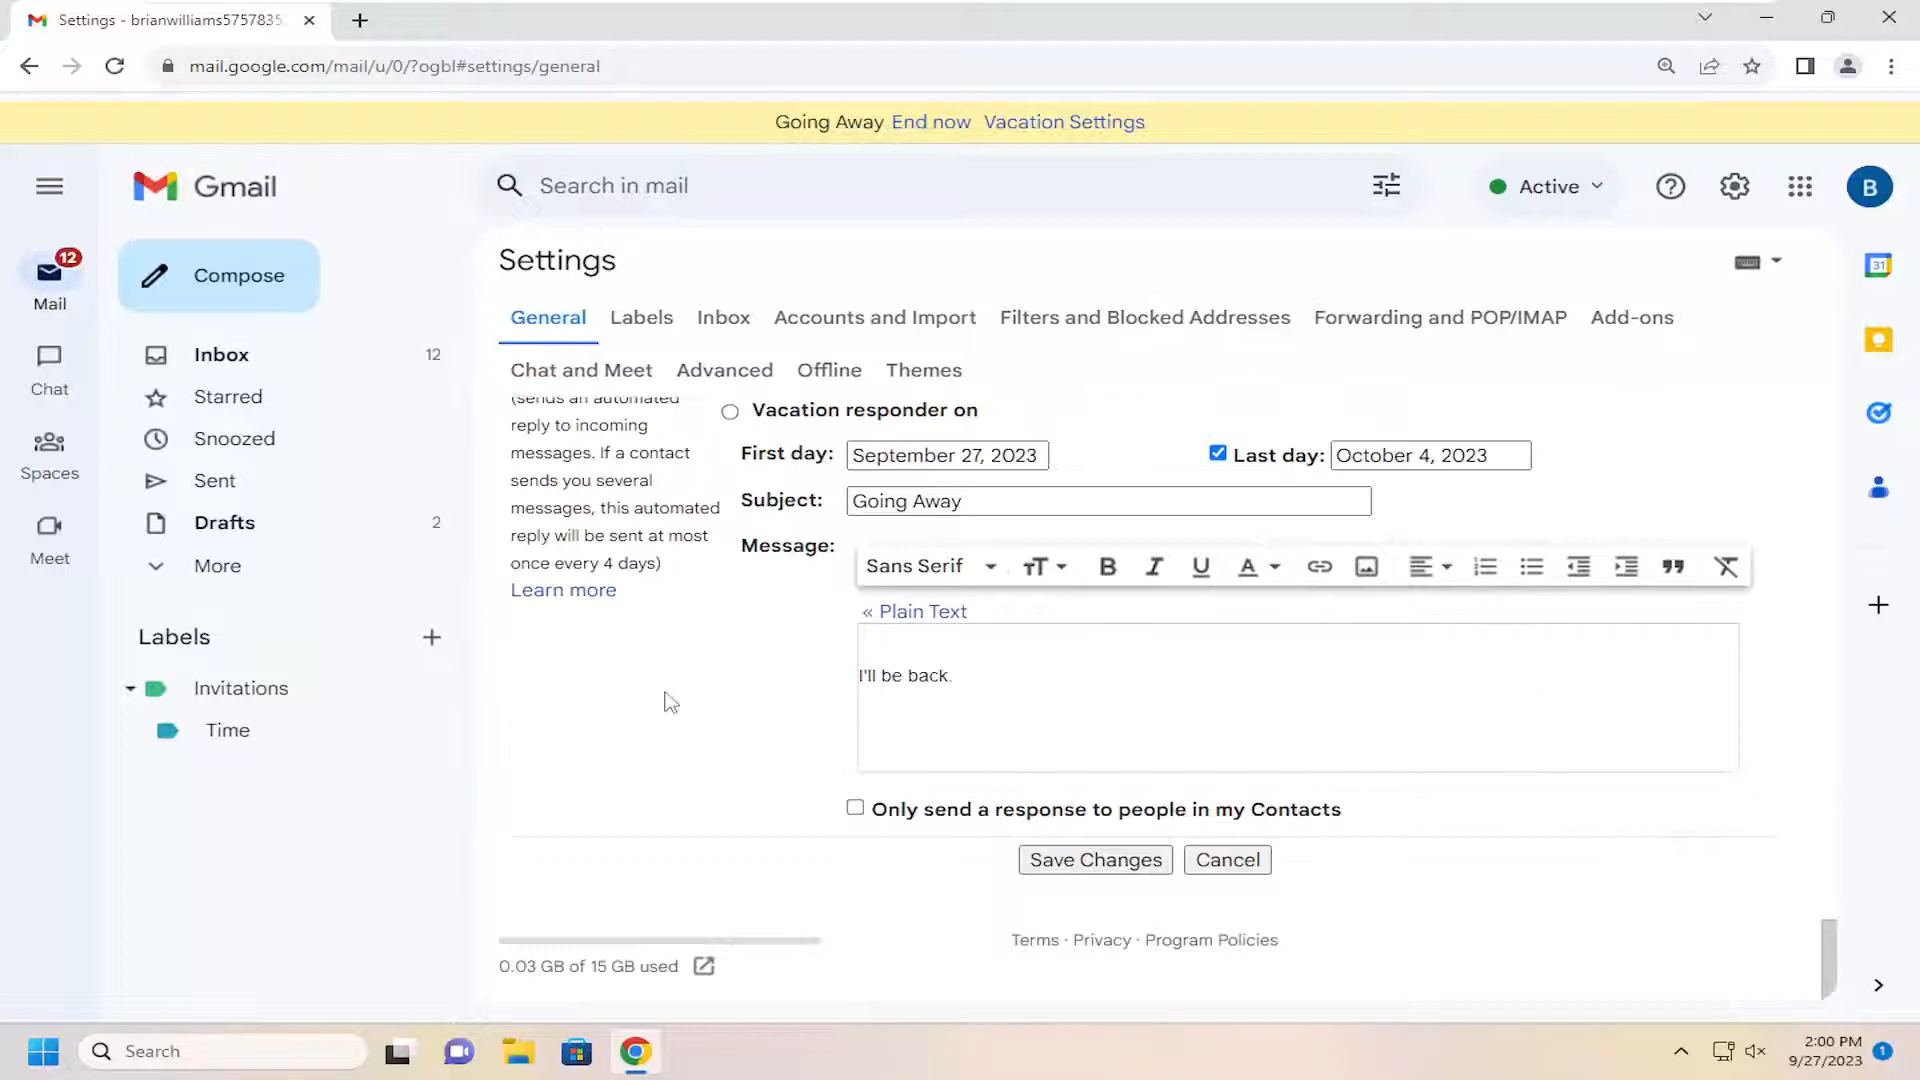 Settings - brianwilliams5757835
mail.google.com/mail/u/0/?ogbl#settings/general
Going Away End now Vacation Settings
Gmail
Search in mail
Active
B
12
Mail
Chat
Spaces
Meet
Compose
Inbox 12
Starred
Snoozed
Sent
Drafts 2
More
Labels
Invitations
Time
Settings
General Labels Inbox Accounts and Import Filters and Blocked Addresses Forwarding and POP/IMAP Add-ons
Chat and Meet Advanced Offline Themes
(sends an automated
reply to incoming
messages. If a contact
sends you several
messages, this automated
reply will be sent at most
once every 4 days)
Learn more
Vacation responder on
First day: September 27, 2023 Last day: October 4, 2023
Subject: Going Away
Message:
Sans Serif
« Plain Text
I'll be back.
Only send a response to people in my Contacts
Save Changes Cancel
Terms · Privacy · Program Policies
0.03 GB of 15 GB used
31
Search
2:00 PM
9/27/2023
1